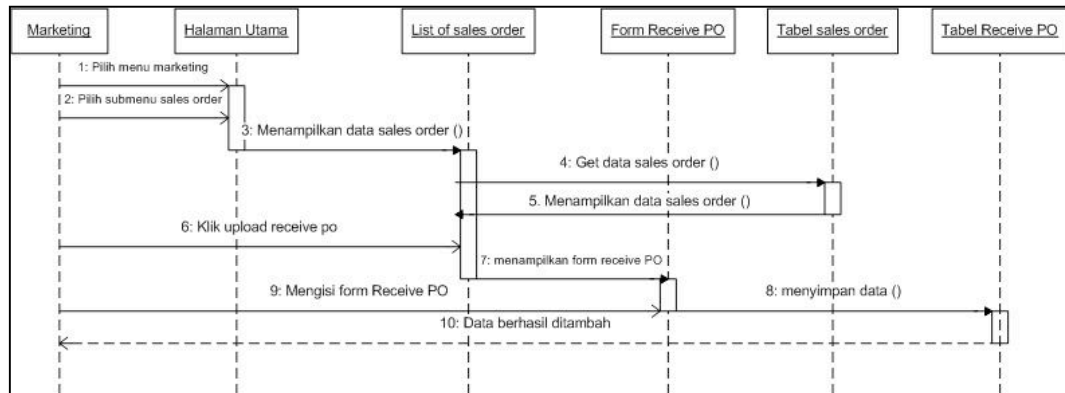 Marketing
Halaman Utama
List of sales order
Form Receive PO
Tabel sales order
Tabel Receive PO
1: Pilih menu marketing
2: Pilih submenu sales order
3: Menampilkan data sales order ()
4: Get data sales order ()
5. Menampilkan data sales order ()
6: Klik upload receive po
7: menampilkan form receive PO
9: Mengisi form Receive PO
8: menyimpan data ()
10: Data berhasil ditambah